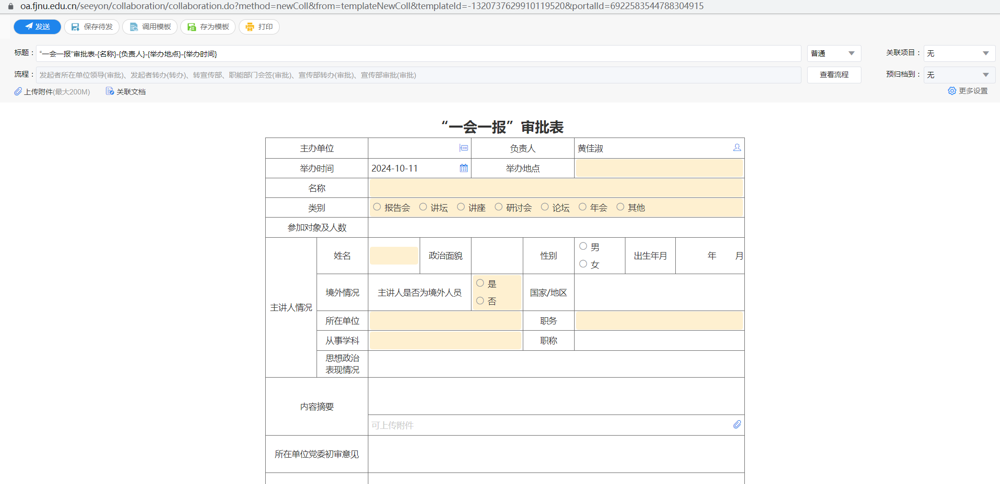 oa.fjnu.edu.cn/seeyon/collaboration/collaboration.do?method=newColl&from=templateNewColl&templateId=-1320737629910119520&portalId=6922583544788304915
发送 保存待发 调用模板 存为模板 打印
标题： “一会一报”审批表-{名称}-{负责人}-{举办地点}-{举办时间} 普通 关联项目： 无
流程： 发起者所在单位领导(审批)、发起者转办(转办)、转宣传部、职能部门会签(审批)、宣传部转办(审批)、宣传部审批(审批) 查看流程 预归档到： 无
上传附件(最大200M) 关联文档 更多设置
“一会一报”审批表
主办单位 负责人 黄佳淑
举办时间 2024-10-11 举办地点
名称
类别 报告会 讲坛 讲座 研讨会 论坛 年会 其他
参加对象及人数
主讲人情况
姓名 政治面貌 性别 男 女 出生年月 年 月
境外情况 主讲人是否为境外人员 是 否 国家/地区
所在单位 职务
从事学科 职称
思想政治
表现情况
内容摘要
可上传附件
所在单位党委初审意见